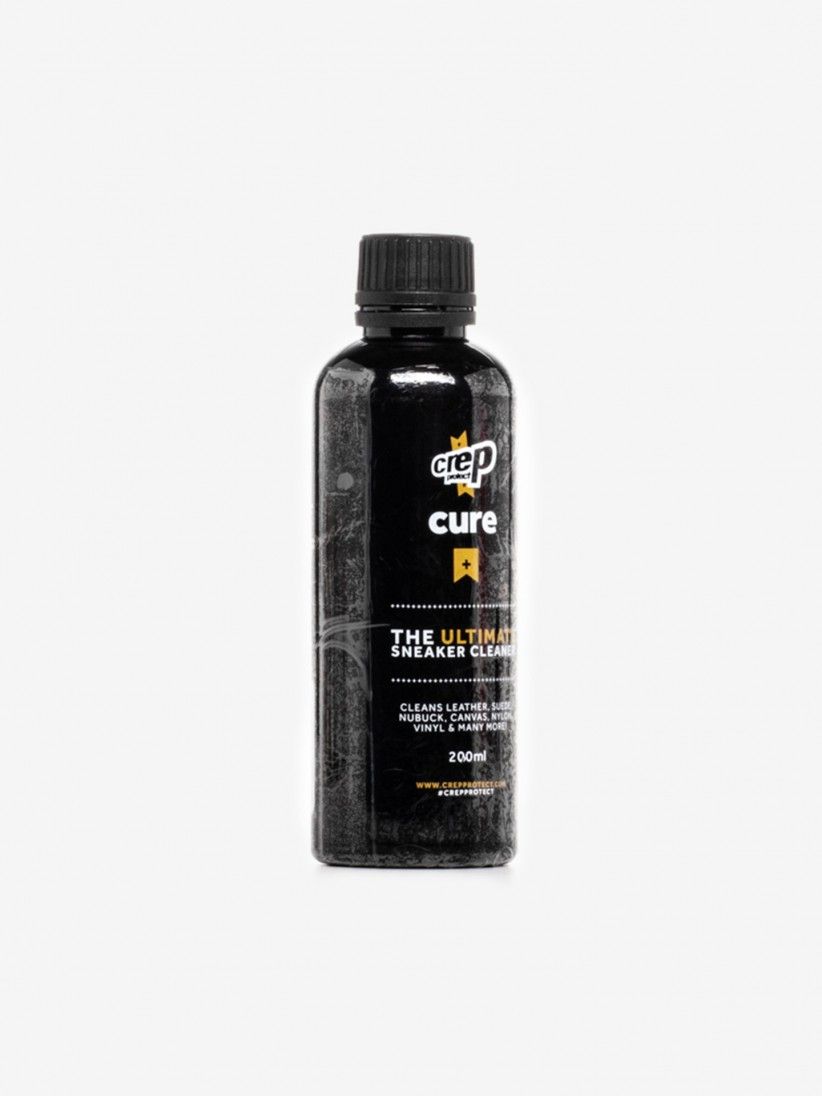 crep
protect
cure
+
THE ULTIMATE
SNEAKER CLEANER
CLEANS LEATHER, SUEDE,
NUBUCK, CANVAS, NYLON,
VINYL & MANY MORE!
200ml
WWW.CREPPROTECT.COM
#CREPPROTECT